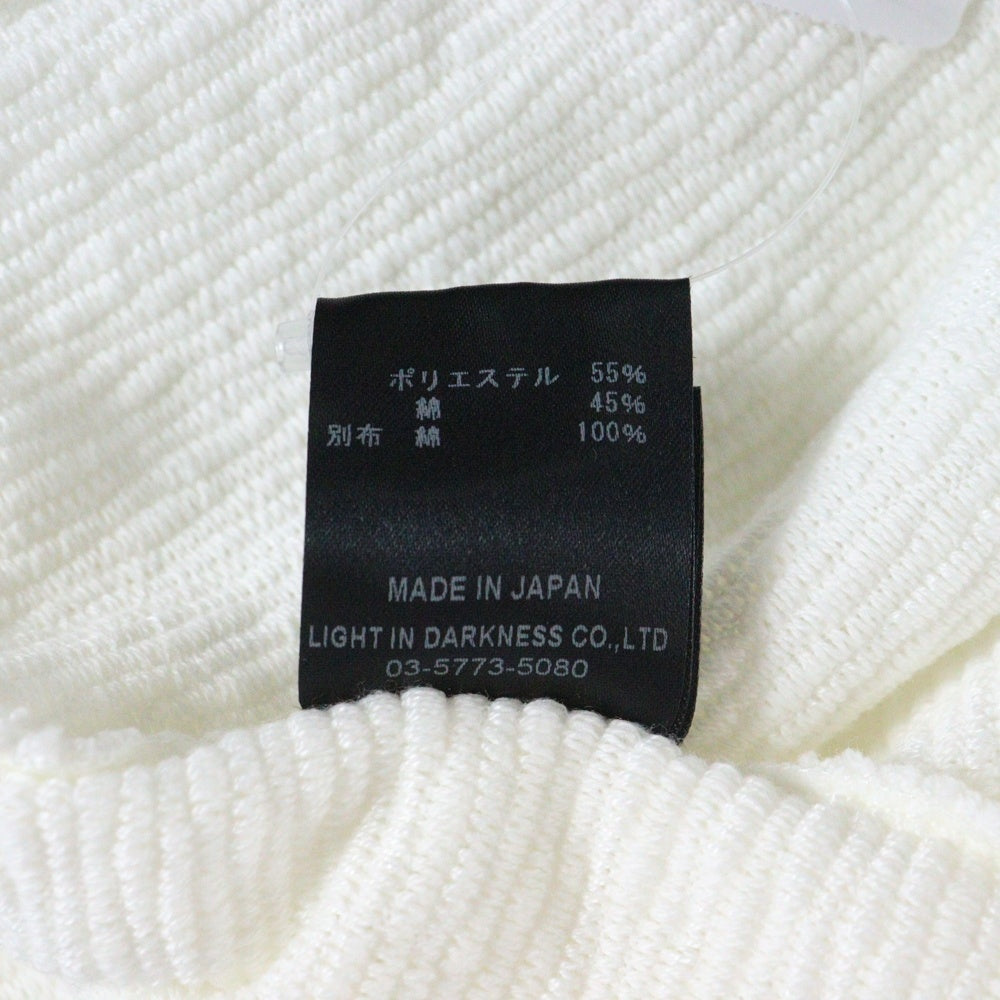 ポリエステル 55%
綿 45%
別布 綿 100%
MADE IN JAPAN
LIGHT IN DARKNESS CO.,LTD
03-5773-5080